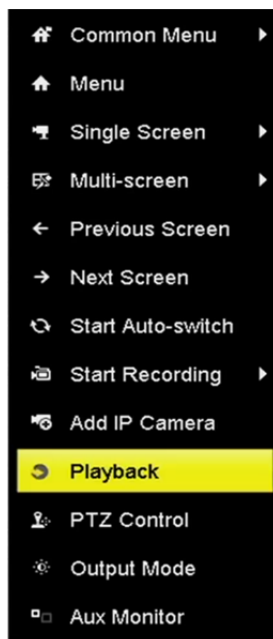 Common Menu
Menu
Single Screen
Multi-screen
Previous Screen
Next Screen
Start Auto-switch
Start Recording
Add IP Camera
Playback
PTZ Control
Output Mode
Aux Monitor